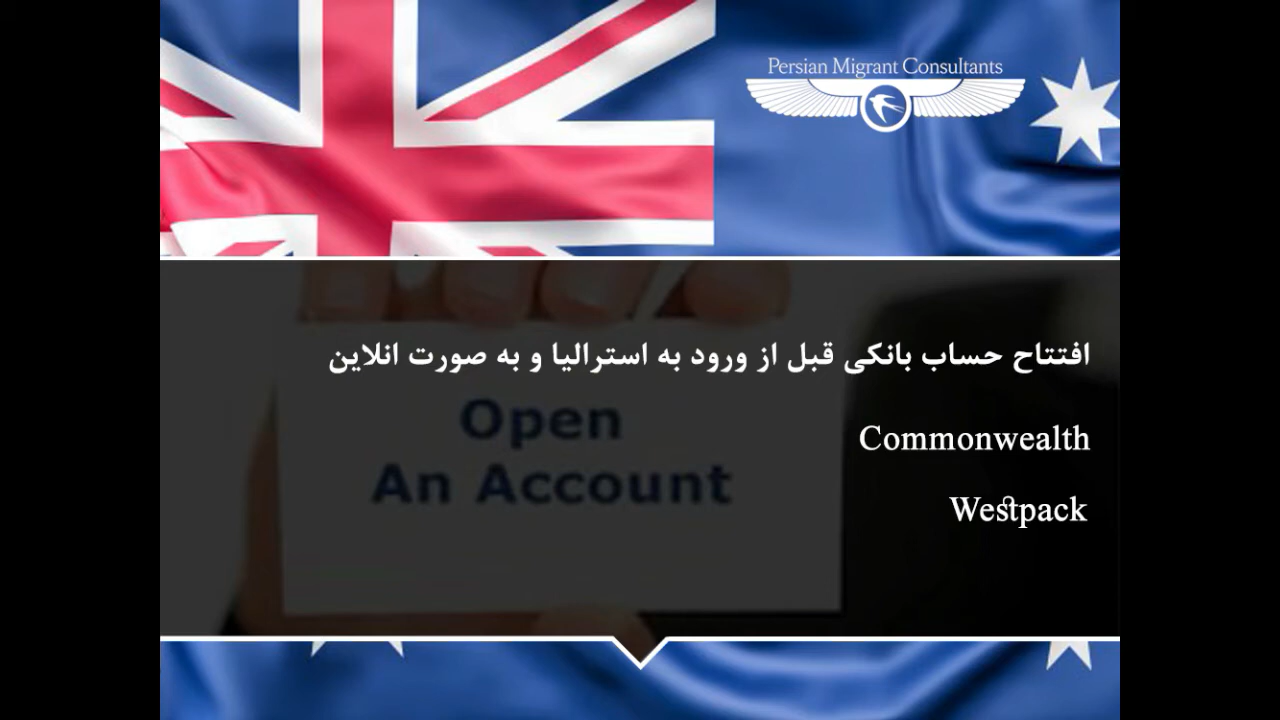 Persian Migrant Consultants
افتتاح حساب بانکی قبل از ورود به استرالیا و به صورت انلاین
Open
An Account
Commonwealth
Westpack